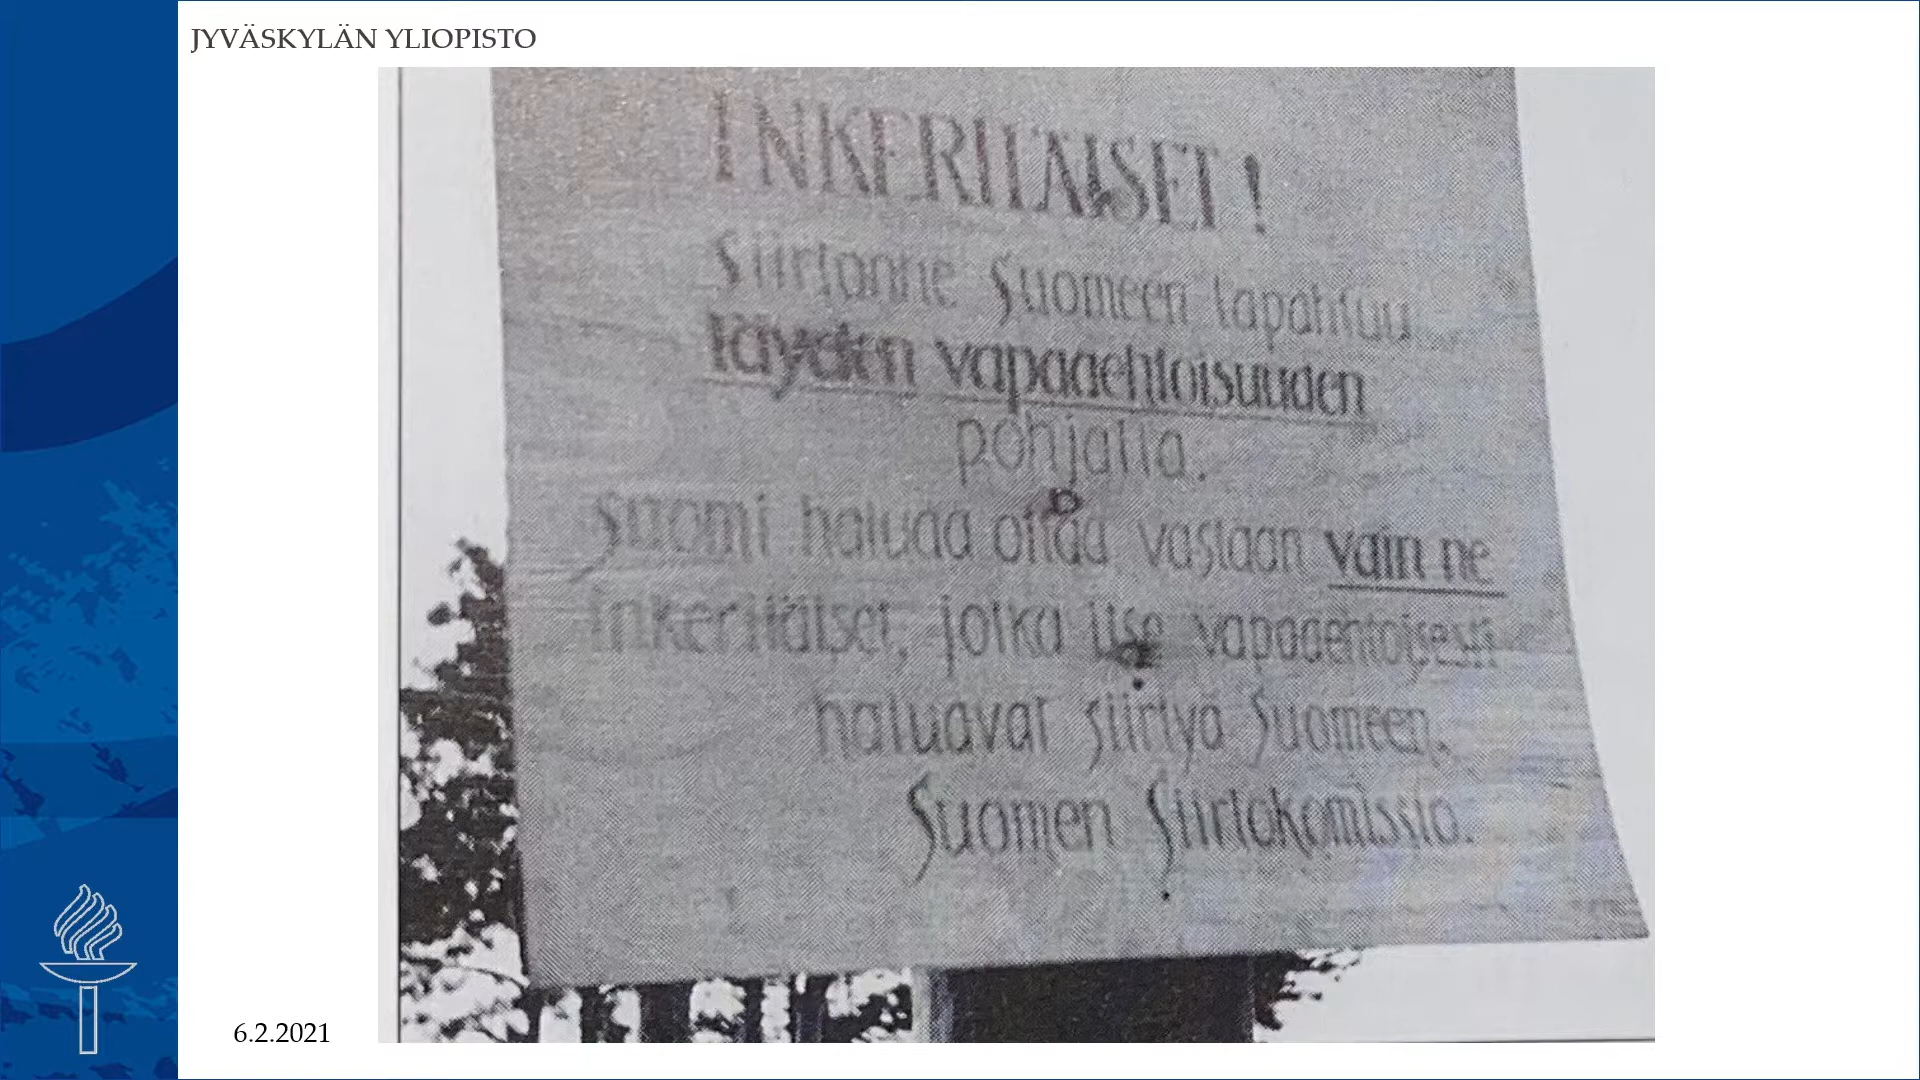 JYVÄSKYLÄN YLIOPISTO
INKERILÄISET!
Siirtonne Suomeen tapahtuu
täyden vapaaehtoisuuden
pohjalla.
Suomi haluaa ottaa vastaan vain ne
inkeriläiset, jotka itse vapaaehtoisesti
haluavat siirtyä Suomeen.
Suomen Siirtokomissio.
6.2.2021